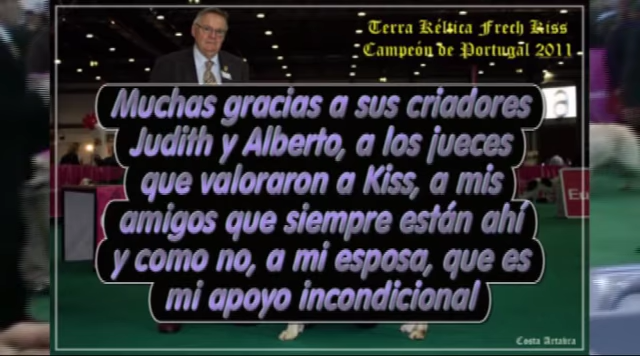 Terra Kéltica Frech Kiss
Campeón de Portugal 2011
Muchas gracias a sus criadores
Judith y Alberto, a los jueces
que valoraron a Kiss, a mis
amigos que siempre están ahí
y como no, a mi esposa, que es
mi apoyo incondicional
Eu
Costa Artabra